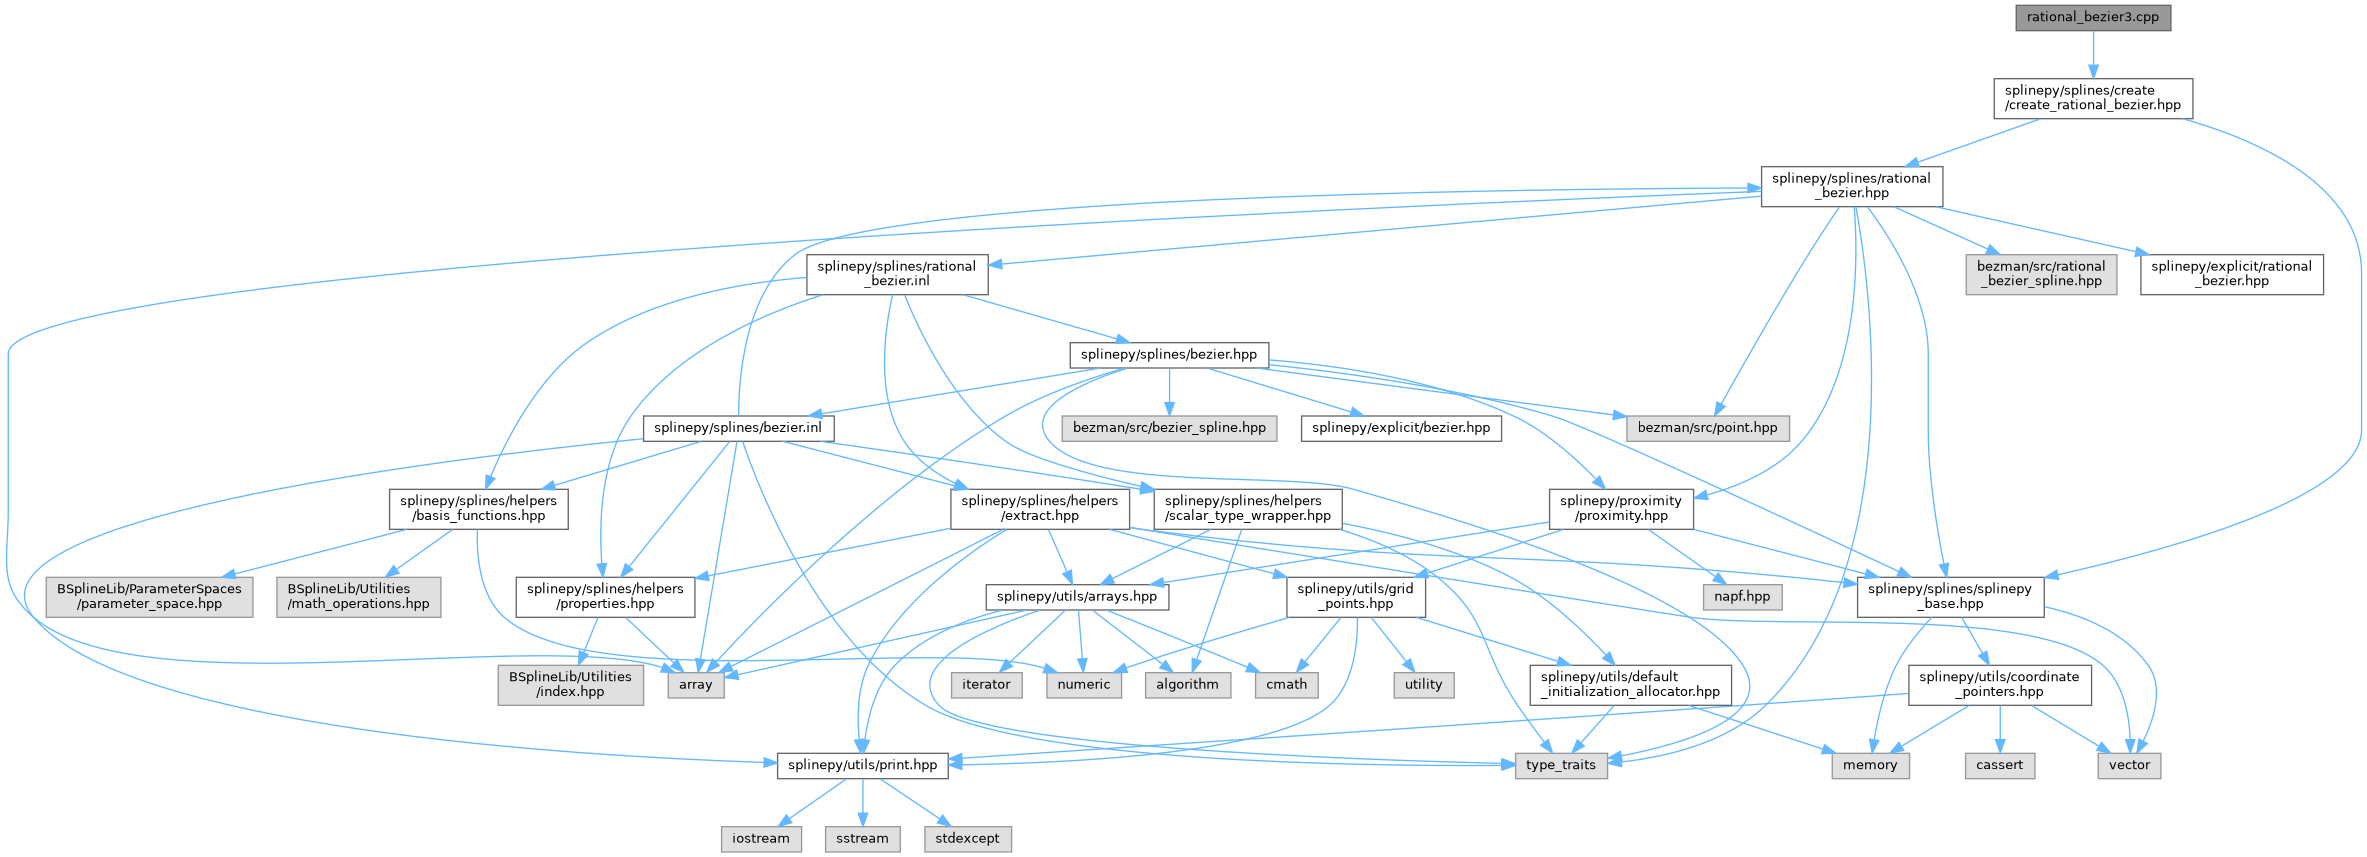 rational_bezier3.cpp
splinepy/splines/create
/create_rational_bezier.hpp
splinepy/splines/rational
_bezier.hpp
splinepy/splines/rational
_bezier.inl
bezman/src/rational
_bezier_spline.hpp
splinepy/explicit/rational
_bezier.hpp
splinepy/splines/bezier.hpp
splinepy/splines/bezier.inl
bezman/src/bezier_spline.hpp
splinepy/explicit/bezier.hpp
bezman/src/point.hpp
splinepy/splines/helpers
/basis_functions.hpp
splinepy/splines/helpers
/extract.hpp
splinepy/splines/helpers
/scalar_type_wrapper.hpp
splinepy/proximity
/proximity.hpp
BSplineLib/ParameterSpaces
/parameter_space.hpp
BSplineLib/Utilities
/math_operations.hpp
splinepy/splines/helpers
/properties.hpp
splinepy/utils/arrays.hpp
splinepy/utils/grid
_points.hpp
napf.hpp
splinepy/splines/splinepy
_base.hpp
BSplineLib/Utilities
/index.hpp
array
iterator
numeric
algorithm
cmath
utility
splinepy/utils/default
_initialization_allocator.hpp
splinepy/utils/coordinate
_pointers.hpp
splinepy/utils/print.hpp
type_traits
memory
cassert
vector
iostream
sstream
stdexcept